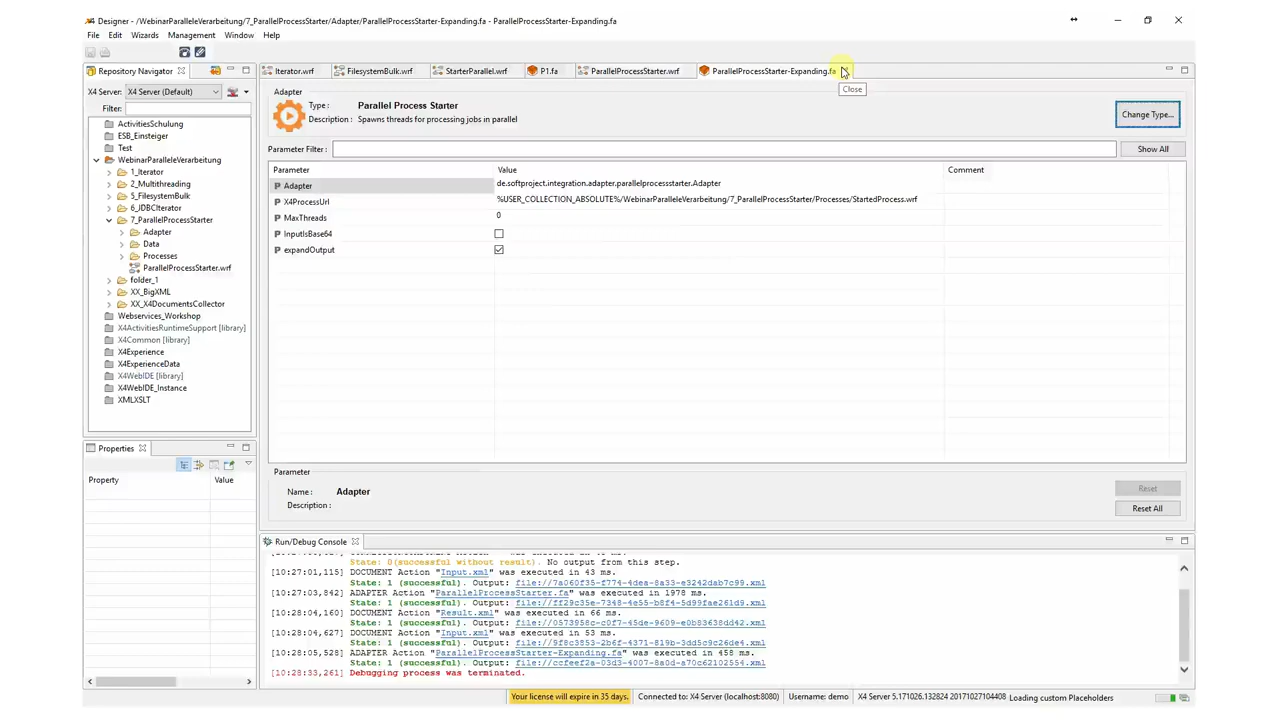 Designer - /WebinarParalleleVerarbeitung/7_ParallelProcessStarter/Adapter/ParallelProcessStarter-Expanding.fa - ParallelProcessStarter-Expanding.fa
File Edit Wizards Management Window Help
Repository Navigator
Iterator.wrf FilesystemBulk.wrf StarterParallel.wrf P1.fa ParallelProcessStarter.wrf ParallelProcessStarter-Expanding.fa
Close
X4 Server: X4 Server (Default)
Filter:
ActivitiesSchulung
ESB_Einsteiger
Test
WebinarParalleleVerarbeitung
1_Iterator
2_Multithreading
5_FilesystemBulk
6_JDBCIterator
7_ParallelProcessStarter
Adapter
Data
Processes
ParallelProcessStarter.wrf
folder_1
XX_BigXML
XX_X4DocumentsCollector
Webservices_Workshop
X4ActivitiesRuntimeSupport [library]
X4Common [library]
X4Experience
X4ExperienceData
X4WebIDE [library]
X4WebIDE_Instance
XMLXSLT
Adapter
Type : Parallel Process Starter
Description : Spawns threads for processing jobs in parallel
Change Type...
Parameter Filter :
Show All
Parameter Value Comment
Adapter de.softproject.integration.adapter.parallelprocessstarter.Adapter
X4ProcessUrl %USER_COLLECTION_ABSOLUTE%/WebinarParalleleVerarbeitung/7_ParallelProcessStarter/Processes/StartedProcess.wrf
MaxThreads 0
InputIsBase64
expandOutput
Parameter
Name : Adapter
Description :
Reset
Reset All
Properties
Property Value
Run/Debug Console
State: 0(successful without result). No output from this step.
[10:27:01,115] DOCUMENT Action "Input.xml" was executed in 43 ms.
State: 1 (successful). Output: file://7a060f35-f774-4dea-8a33-e3242dab7c99.xml
[10:27:03,842] ADAPTER Action "ParallelProcessStarter.fa" was executed in 1978 ms.
State: 1 (successful). Output: file://ff29c35e-7348-4e55-b8f4-5d99fae261d9.xml
[10:28:04,160] DOCUMENT Action "Result.xml" was executed in 66 ms.
State: 1 (successful). Output: file://0573958c-c0f7-45de-9609-e0b83638dd42.xml
[10:28:04,627] DOCUMENT Action "Input.xml" was executed in 53 ms.
State: 1 (successful). Output: file://9f8c3853-2b6f-4371-819b-3dd5c9c26de4.xml
[10:28:05,528] ADAPTER Action "ParallelProcessStarter-Expanding.fa" was executed in 458 ms.
State: 1 (successful). Output: file://ccfeef2a-03d3-4007-8a0d-a70c62102554.xml
[10:28:33,261] Debugging process was terminated.
Your license will expire in 35 days. Connected to: X4 Server (localhost:8080) Username: demo X4 Server 5.171026.132824 20171027104408 Loading custom Placeholders